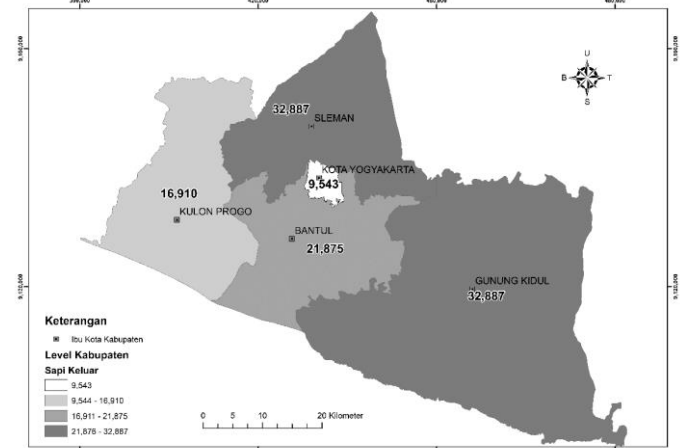 U
B
T
S
32,887
SLEMAN
KOTA YOGYAKARTA
9,543
16,910
KULON PROGO
BANTUL
21,875
GUNUNG KIDUL
32,887
Keterangan
Ibu Kota Kabupaten
Level Kabupaten
Sapi Keluar
9,543
9,544 - 16,910
16,911 - 21,875
21,876 - 32,887
0 5 10 20 Kilometer